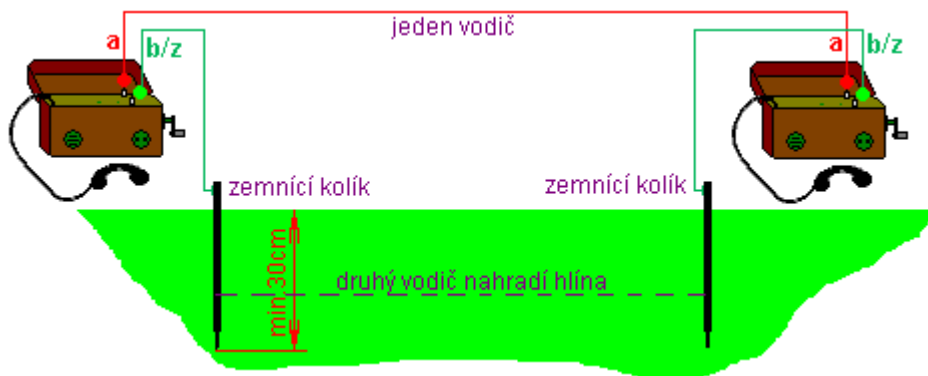 jeden vodič
a
b/z
a
b/z
zemnící kolík
zemnící kolík
min 30cm
druhý vodič nahradí hlína